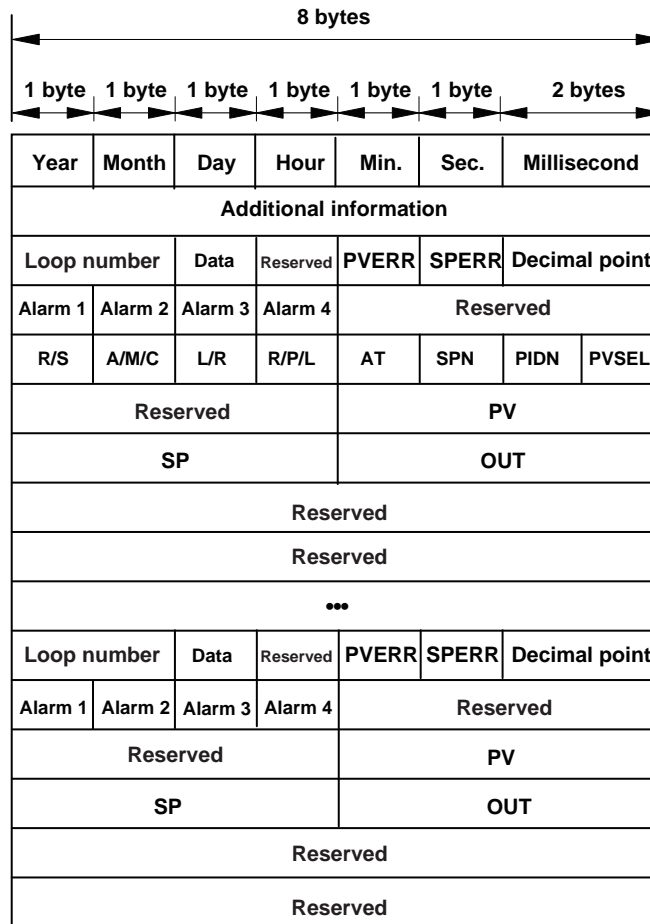 8 bytes
1 byte 1 byte 1 byte 1 byte 1 byte 1 byte 2 bytes
Year Month Day Hour Min. Sec. Millisecond
Additional information
Loop number Data Reserved PVERR SPERR Decimal point
Alarm 1 Alarm 2 Alarm 3 Alarm 4 Reserved
R/S A/M/C L/R R/P/L AT SPN PIDN PVSEL
Reserved PV
SP OUT
Reserved
Reserved
•••
Loop number Data Reserved PVERR SPERR Decimal point
Alarm 1 Alarm 2 Alarm 3 Alarm 4 Reserved
Reserved PV
SP OUT
Reserved
Reserved